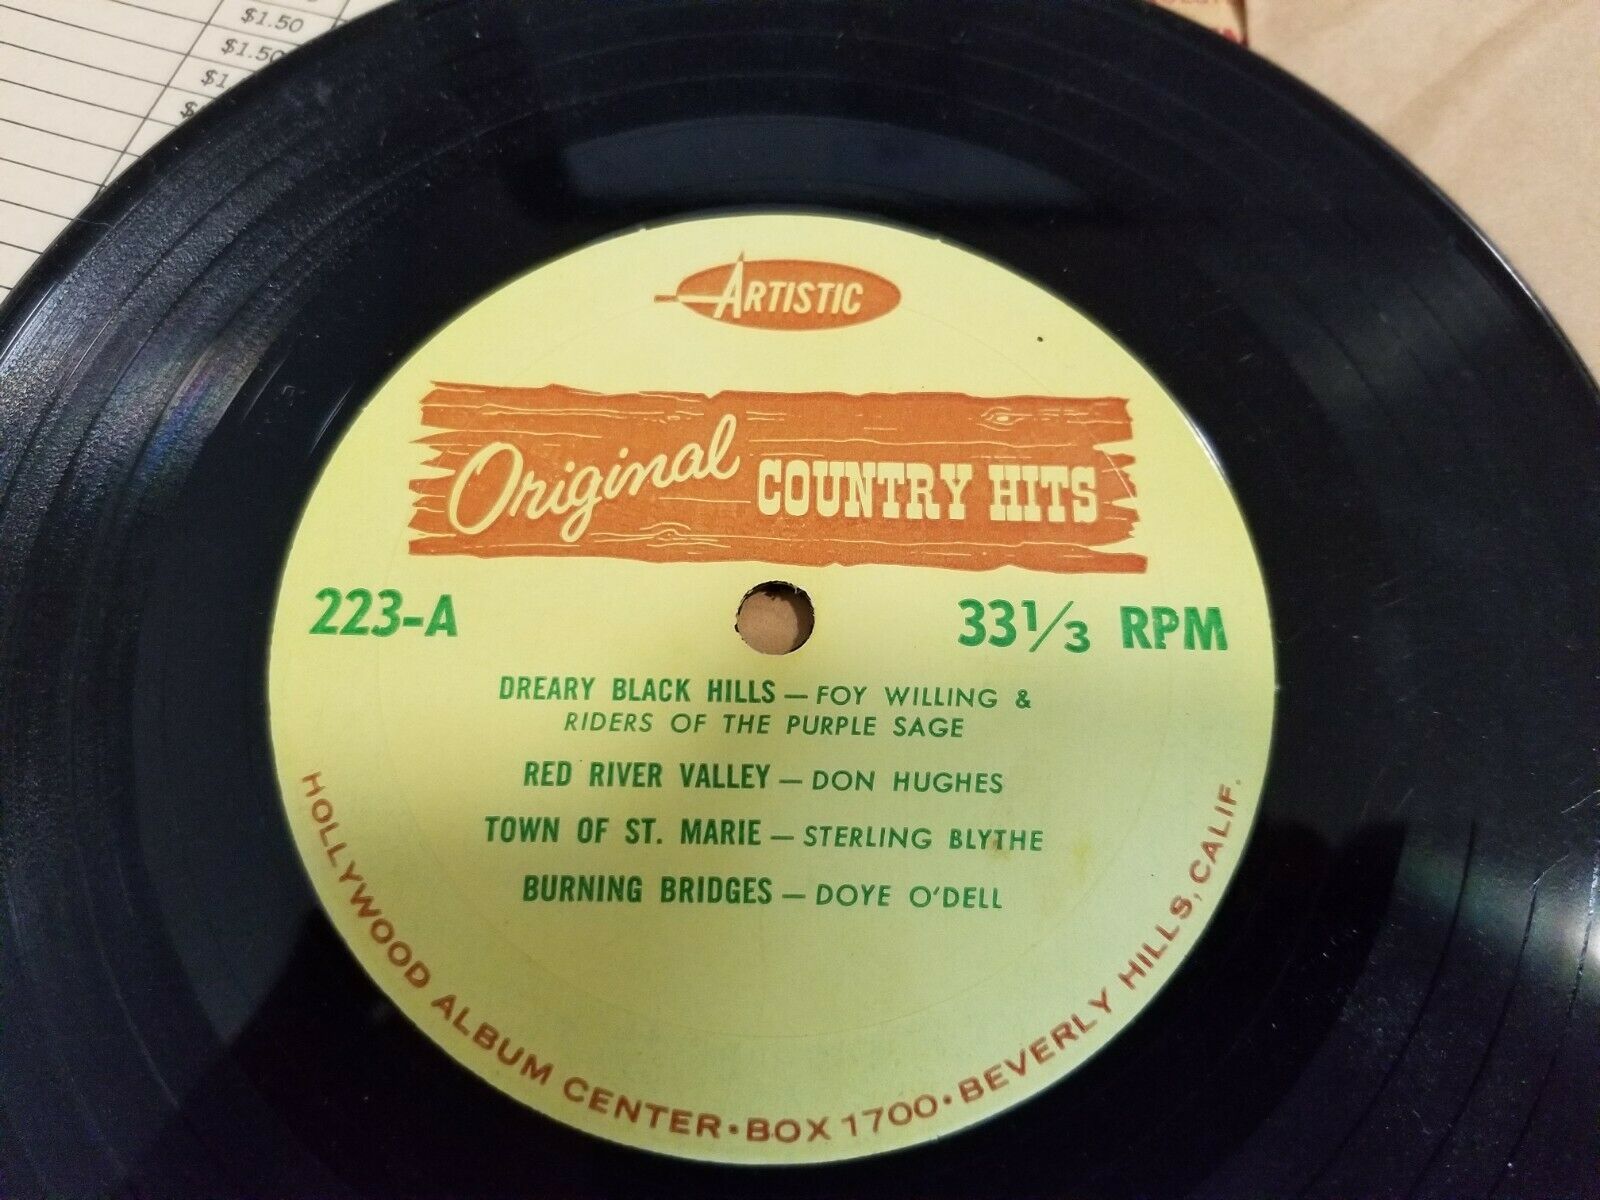 $1.50
$1.50
ARTISTIC
Original COUNTRY HITS
223-A
33 1/3 RPM
DREARY BLACK HILLS — FOY WILLING &
RIDERS OF THE PURPLE SAGE
RED RIVER VALLEY — DON HUGHES
TOWN OF ST. MARIE — STERLING BLYTHE
BURNING BRIDGES — DOYE O'DELL
HOLLYWOOD ALBUM CENTER • BOX 1700 • BEVERLY HILLS, CALIF.